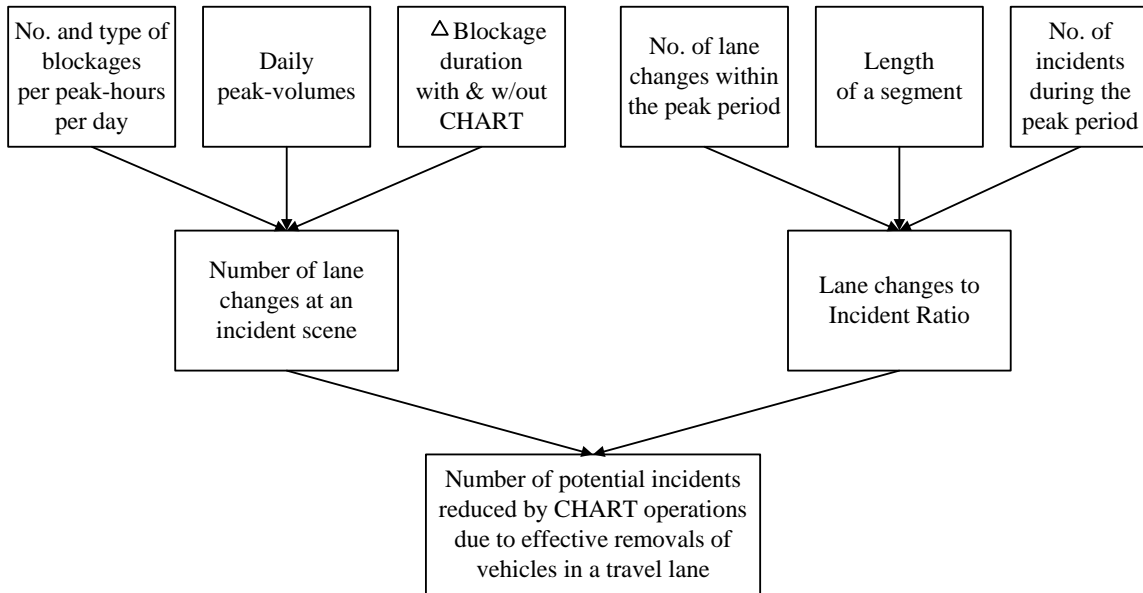 No. and type of
blockages
per peak-hours
per day
Daily
peak-volumes
△Blockage
duration
with & w/out
CHART
No. of lane
changes within
the peak period
Length
of a segment
No. of
incidents
during the
peak period
Number of lane
changes at an
incident scene
Lane changes to
Incident Ratio
Number of potential incidents
reduced by CHART operations
due to effective removals of
vehicles in a travel lane